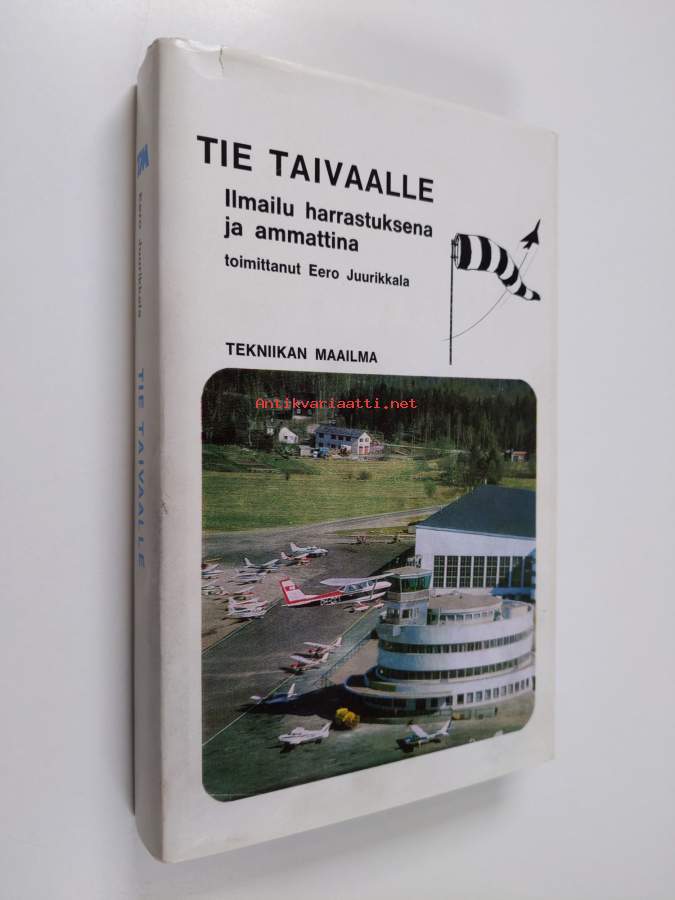 TIE TAIVAALLE
Ilmailu harrastuksena
ja ammattina
toimittanut Eero Juurikkala
TEKNIIKAN MAAILMA
Antikvariaatti.net
Eero Juurikkala
TIE TAIVAALLE